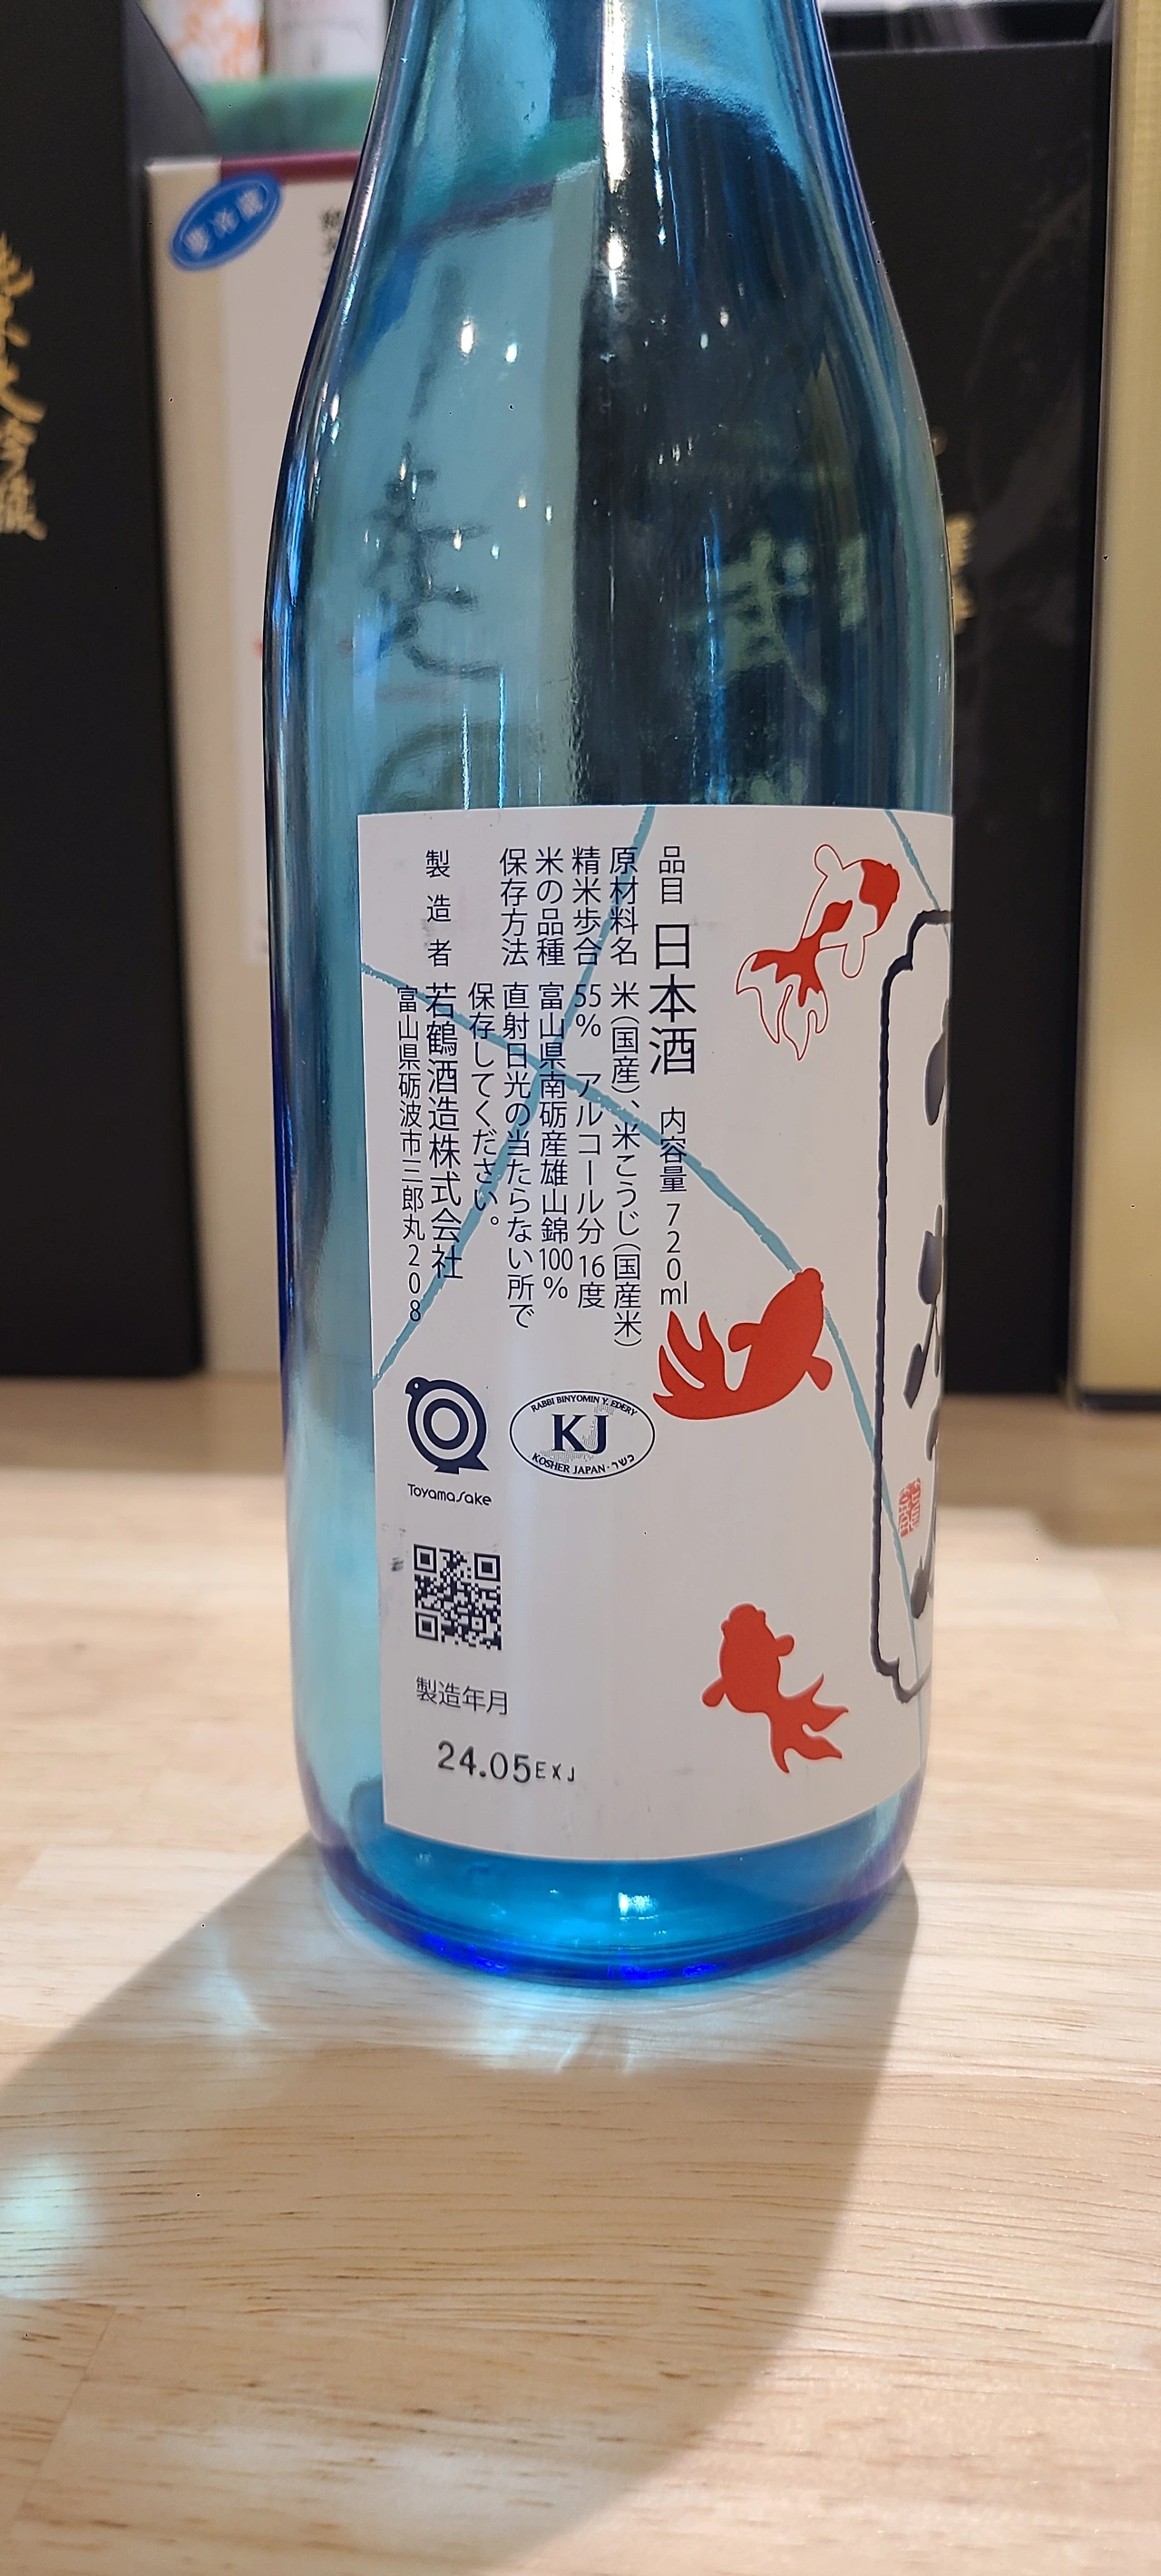 品目 日本酒 内容量 720ml
原材料名 米(国産)、米こうじ(国産米)
精米歩合 55% アルコール分 16度
米の品種 富山県南砺産雄山錦100%
保存方法 直射日光の当たらない所で
保存してください。
製造者 若鶴酒造株式会社
富山県砺波市三郎丸208
ToyamaSake
RABBI BINYOMIN Y. EDERY
KJ
KOSHER JAPAN · כשר
製造年月
24.05EXJ